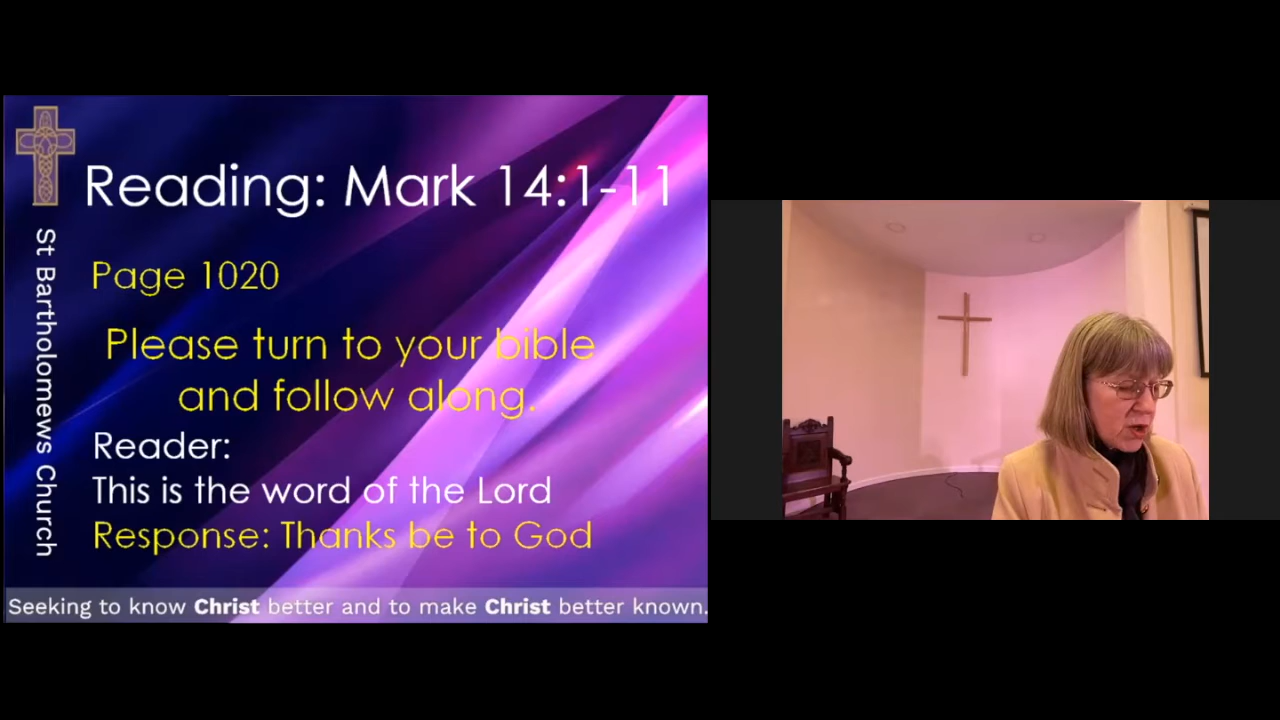 Reading: Mark 14:1-11
Page 1020
Please turn to your bible
and follow along.
Reader:
This is the word of the Lord
Response: Thanks be to God
St Bartholomews Church
Seeking to know Christ better and to make Christ better known.